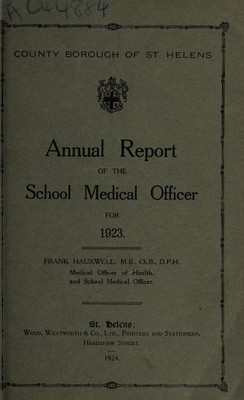 A44884
COUNTY BOROUGH OF ST. HELENS
Annual Report
OF THE
School Medical Officer
FOR
1923.
FRANK HAUXWELL, M.B., Ch.B., D.P.H.
Medical Officer of Health,
and School Medical Officer.
St. Helens:
WOOD, WESTWORTH & CO., LTD., PRINTERS AND STATIONERS,
HARDSHAW STREET.
1924.